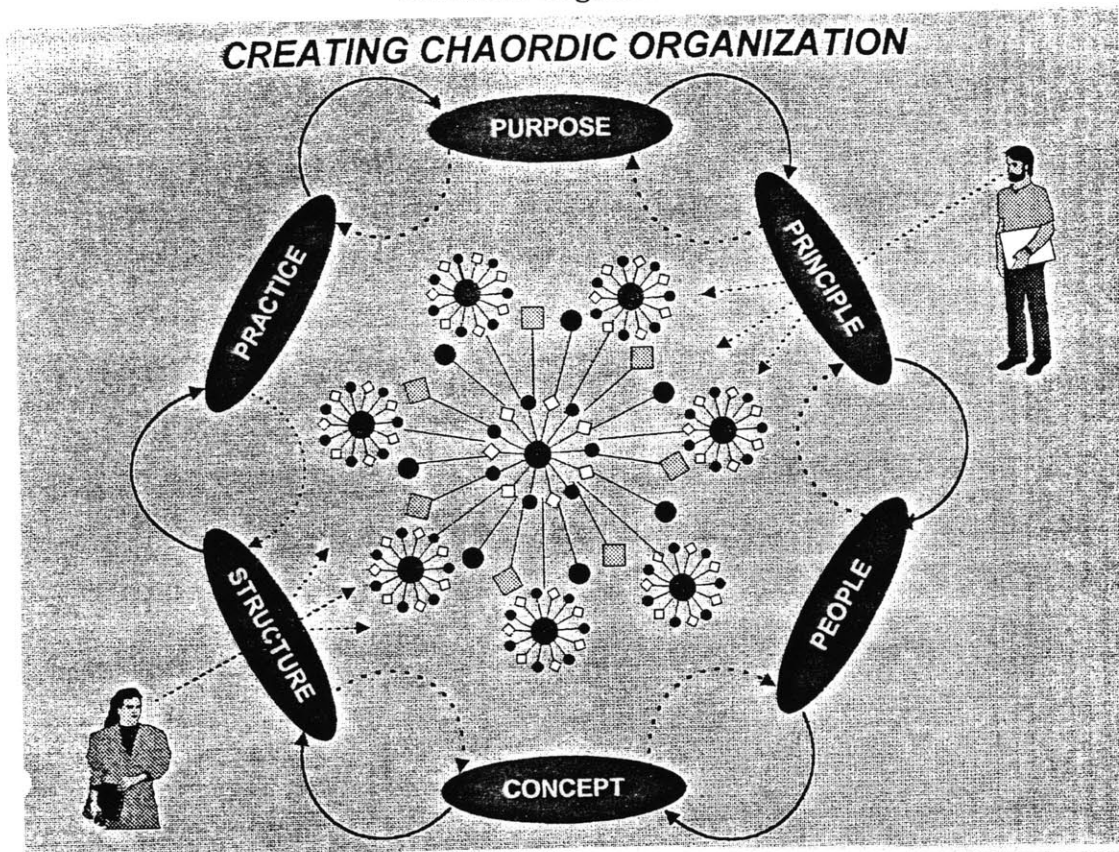 CREATING CHAORDIC ORGANIZATION
PURPOSE
PRINCIPLE
PEOPLE
CONCEPT
STRUCTURE
PRACTICE